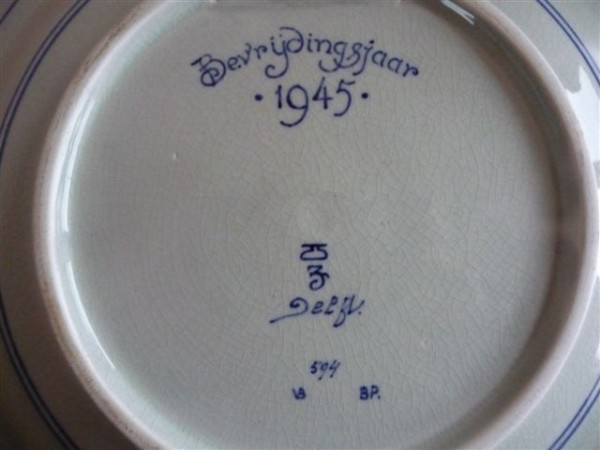 Bevrijdingsjaar
· 1945 ·
Delft.
594
BP.